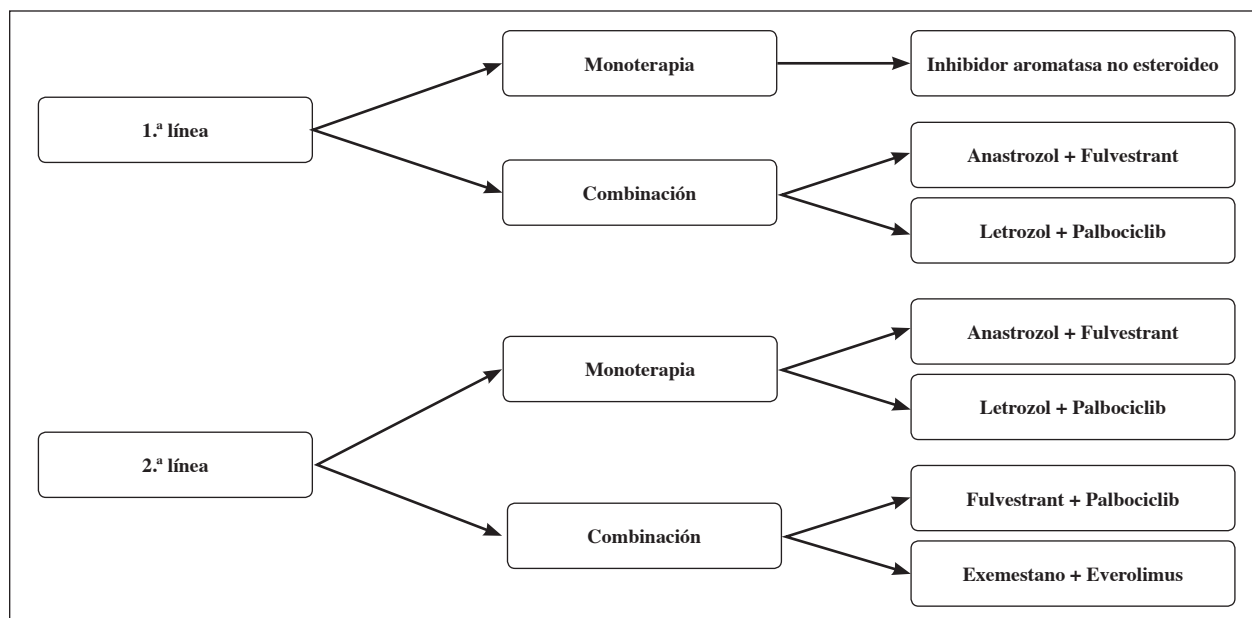 1.ª línea
Monoterapia
Inhibidor aromatasa no esteroideo
Combinación
Anastrozol + Fulvestrant
Letrozol + Palbociclib
2.ª línea
Monoterapia
Anastrozol + Fulvestrant
Letrozol + Palbociclib
Combinación
Fulvestrant + Palbociclib
Exemestano + Everolimus